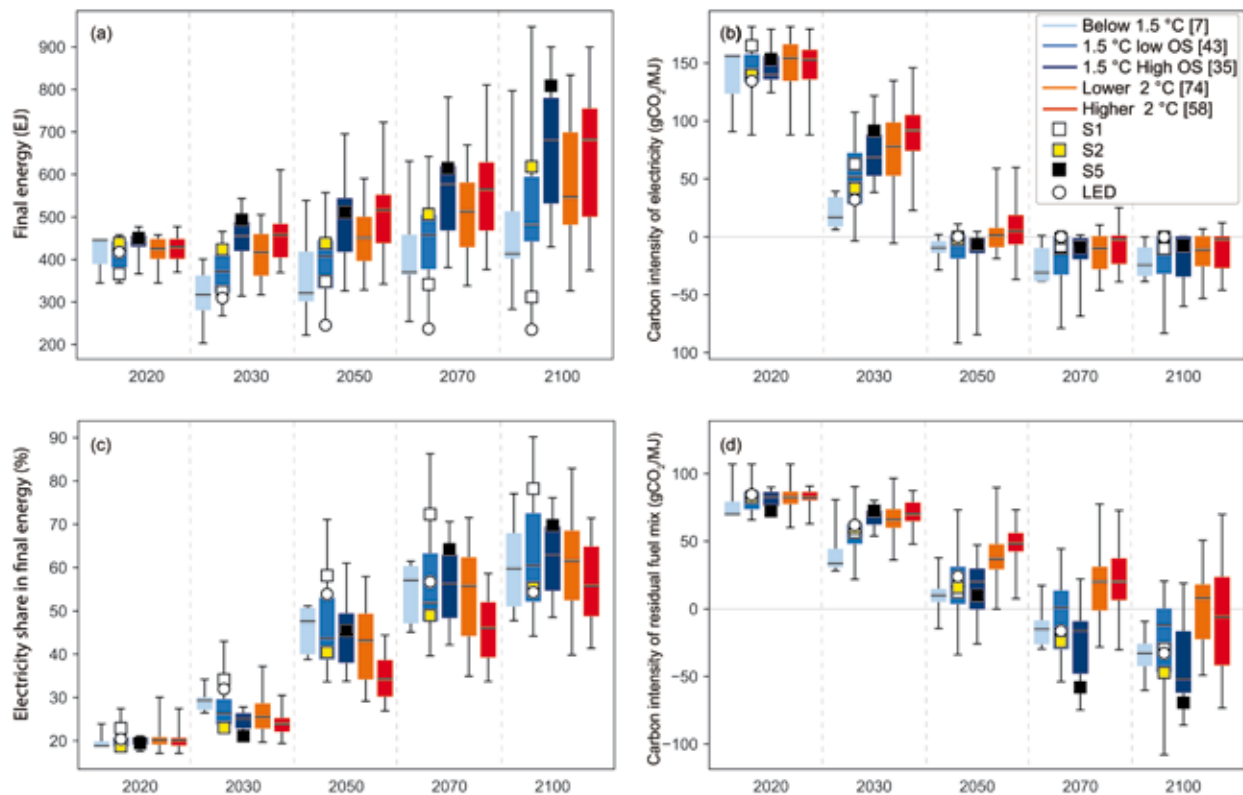 (a)
Final energy (EJ)
900
800
700
600
500
400
300
200
2020 2030 2050 2070 2100
(b)
Carbon intensity of electricity (gCO₂/MJ)
150
100
50
0
−50
100
2020 2030 2050 2070 2100
Below 1.5 °C [7]
1.5 °C low OS [43]
1.5 °C High OS [35]
Lower 2 °C [74]
Higher 2 °C [58]
S1
S2
S5
LED
(c)
Electricity share in final energy (%)
90
80
70
60
50
40
30
20
2020 2030 2050 2070 2100
(d)
Carbon intensity of residual fuel mix (gCO₂/MJ)
100
50
0
−50
−100
2020 2030 2050 2070 2100